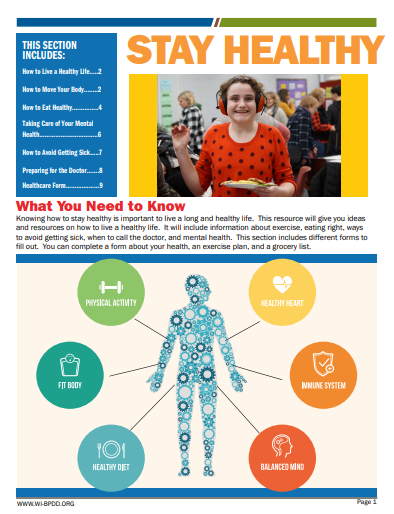 STAY HEALTHY
THIS SECTION
INCLUDES:
How to Live a Healthy Life.....2
How to Move Your Body........2
How to Eat Healthy..............4
Taking Care of Your Mental
Health..............................6
How to Avoid Getting Sick.....7
Preparing for the Doctor.......8
Healthcare Form.................9
What You Need to Know
Knowing how to stay healthy is important to live a long and healthy life. This resource will give you ideas
and resources on how to live a healthy life. It will include information about exercise, eating right, ways
to avoid getting sick, when to call the doctor, and mental health. This section includes different forms to
fill out. You can complete a form about your health, an exercise plan, and a grocery list.
PHYSICAL ACTIVITY
HEALTHY HEART
FIT BODY
IMMUNE SYSTEM
HEALTHY DIET
BALANCED MIND
WWW.WI-BPDD.ORG
Page 1